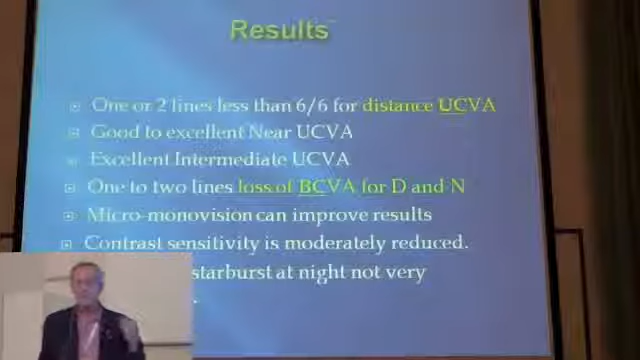 Results
One or 2 lines less than 6/6 for distance UCVA
Good to excellent Near UCVA
Excellent Intermediate UCVA
One to two lines loss of BCVA for D and N
Micro-monovision can improve results
Contrast sensitivity is moderately reduced.
starburst at night not very